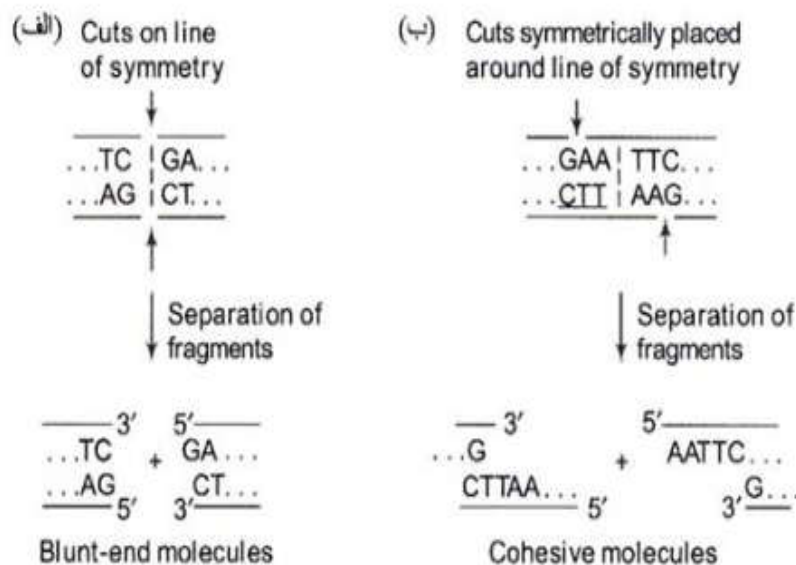 (الف) Cuts on line
of symmetry
...TC | GA...
...AG | CT...
Separation of
fragments
3' 5'
...TC + GA...
...AG CT...
5' 3'
Blunt-end molecules
(ب) Cuts symmetrically placed
around line of symmetry
...GAA | TTC...
...CTT | AAG...
Separation of
fragments
3' 5'
...G + AATTC...
CTTAA... 3' G...
5'
Cohesive molecules